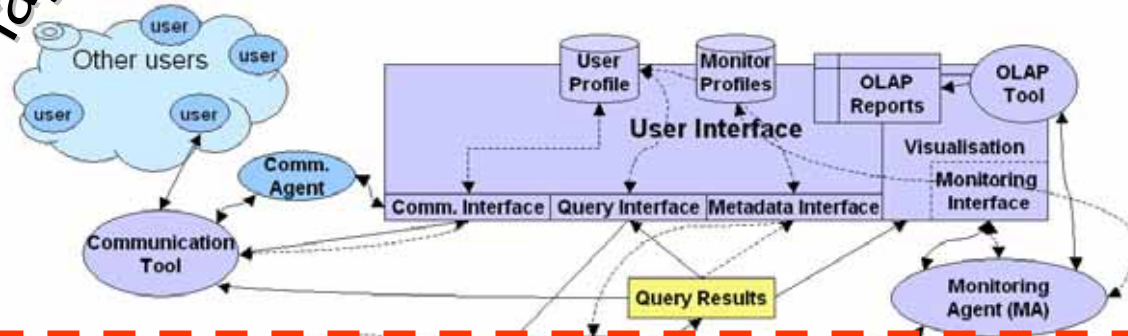 user
Other users
user
user
user
User
Profile
Monitor
Profiles
OLAP
Reports
OLAP
Tool
User Interface
Visualisation
Comm.
Agent
Monitoring
Interface
Comm. Interface
Query Interface
Metadata Interface
Communication
Tool
Query Results
Monitoring
Agent (MA)